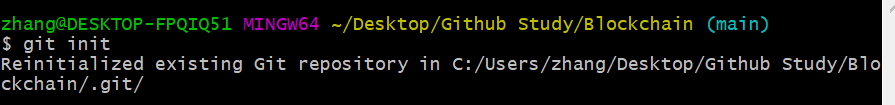 zhang@DESKTOP-FPQIQ51 MINGW64 ~/Desktop/Github Study/Blockchain (main)
$ git init
Reinitialized existing Git repository in C:/Users/zhang/Desktop/Github Study/Blo
ckchain/.git/